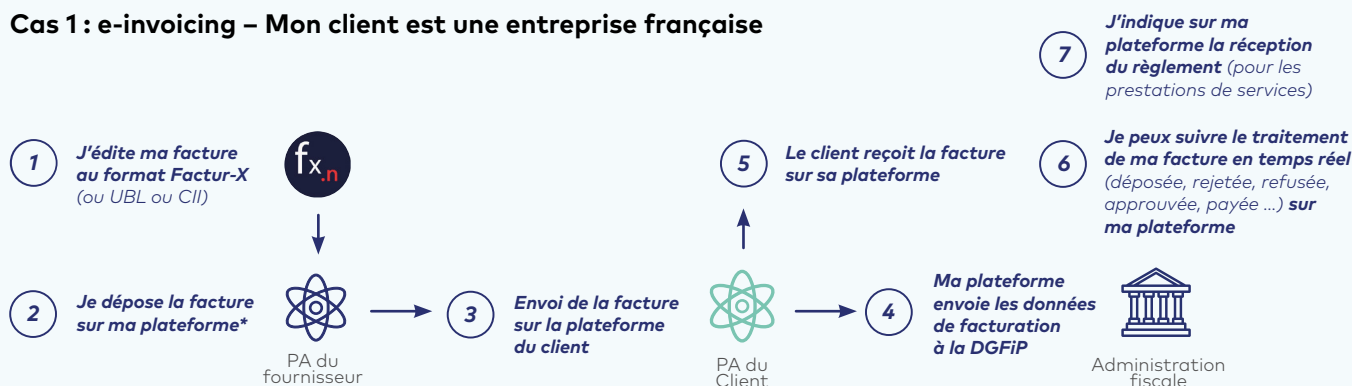 Cas 1 : e-invoicing – Mon client est une entreprise française
1
J'édite ma facture
au format Factur-X
(ou UBL ou CII)
fx.n
2
Je dépose la facture
sur ma plateforme*
PA du
fournisseur
3
Envoi de la facture
sur la plateforme
du client
PA du
Client
4
Ma plateforme
envoie les données
de facturation
à la DGFiP
Administration
fiscale
5
Le client reçoit la facture
sur sa plateforme
6
Je peux suivre le traitement
de ma facture en temps réel
(déposée, rejetée, refusée,
approuvée, payée ...) sur
ma plateforme
7
J'indique sur ma
plateforme la réception
du règlement (pour les
prestations de services)